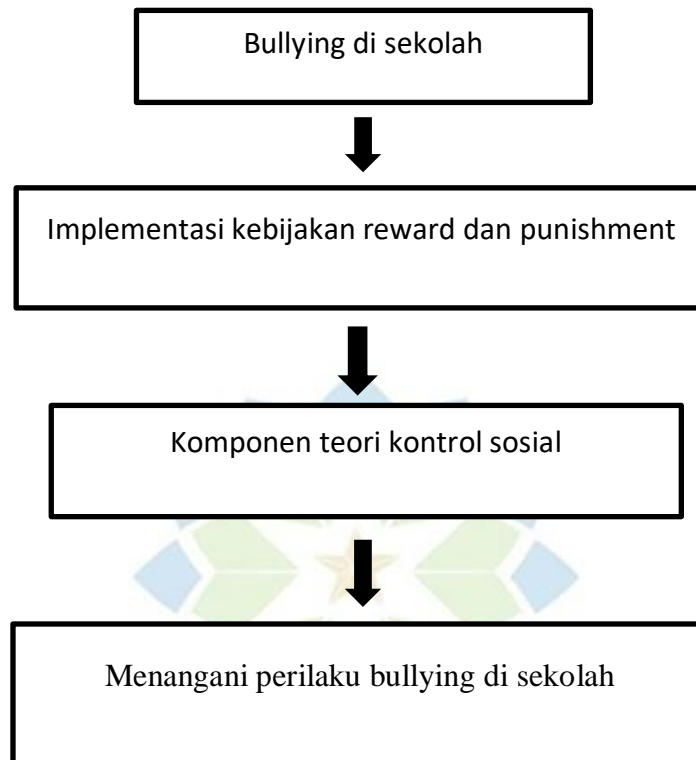 Bullying di sekolah
Implementasi kebijakan reward dan punishment
Komponen teori kontrol sosial
Menangani perilaku bullying di sekolah